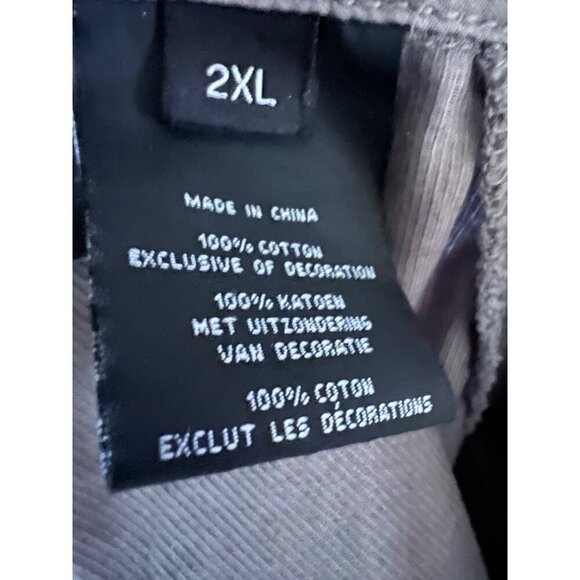 2XL
MADE IN CHINA
100% COTTON
EXCLUSIVE OF DECORATION
100% KATOEN
MET UITZONDERING
VAN DECORATIE
100% COTON
EXCLUT LES DÉCORATIONS